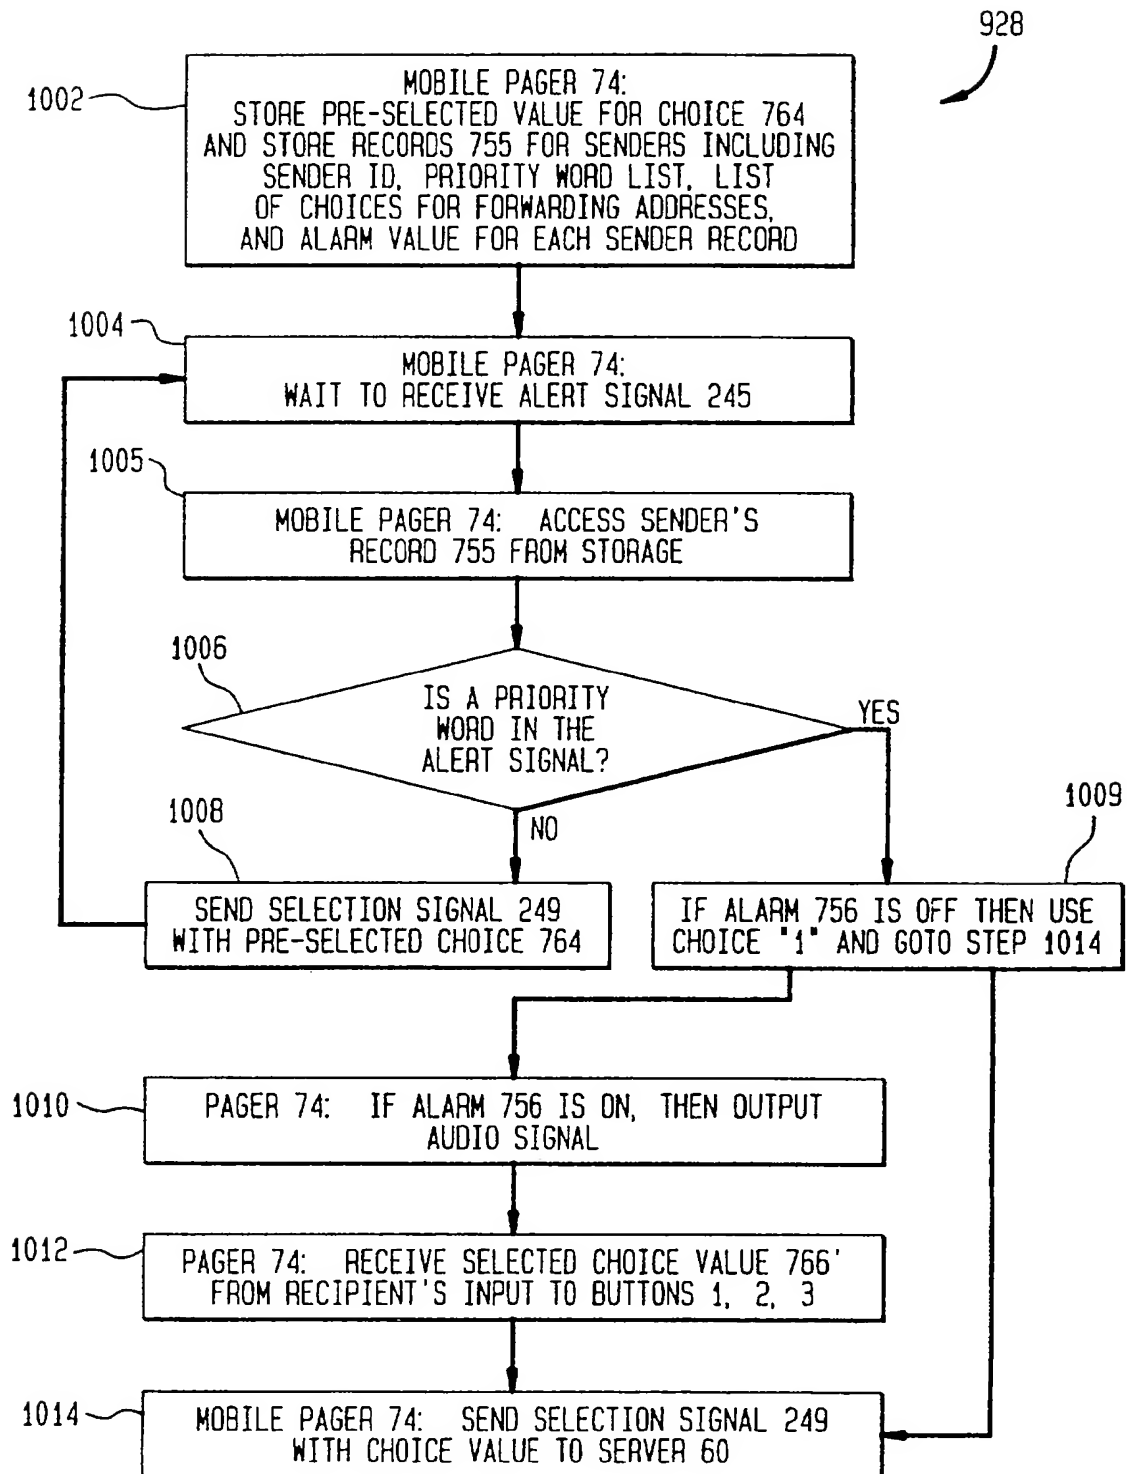 928
1002
MOBILE PAGER 74:
STORE PRE-SELECTED VALUE FOR CHOICE 764
AND STORE RECORDS 755 FOR SENDERS INCLUDING
SENDER ID, PRIORITY WORD LIST, LIST
OF CHOICES FOR FORWARDING ADDRESSES,
AND ALARM VALUE FOR EACH SENDER RECORD
1004
MOBILE PAGER 74:
WAIT TO RECEIVE ALERT SIGNAL 245
1005
MOBILE PAGER 74: ACCESS SENDER'S
RECORD 755 FROM STORAGE
1006
IS A PRIORITY
WORD IN THE
ALERT SIGNAL?
YES
NO
1008
SEND SELECTION SIGNAL 249
WITH PRE-SELECTED CHOICE 764
1009
IF ALARM 756 IS OFF THEN USE
CHOICE "1" AND GOTO STEP 1014
1010
PAGER 74: IF ALARM 756 IS ON, THEN OUTPUT
AUDIO SIGNAL
1012
PAGER 74: RECEIVE SELECTED CHOICE VALUE 766'
FROM RECIPIENT'S INPUT TO BUTTONS 1, 2, 3
1014
MOBILE PAGER 74: SEND SELECTION SIGNAL 249
WITH CHOICE VALUE TO SERVER 60